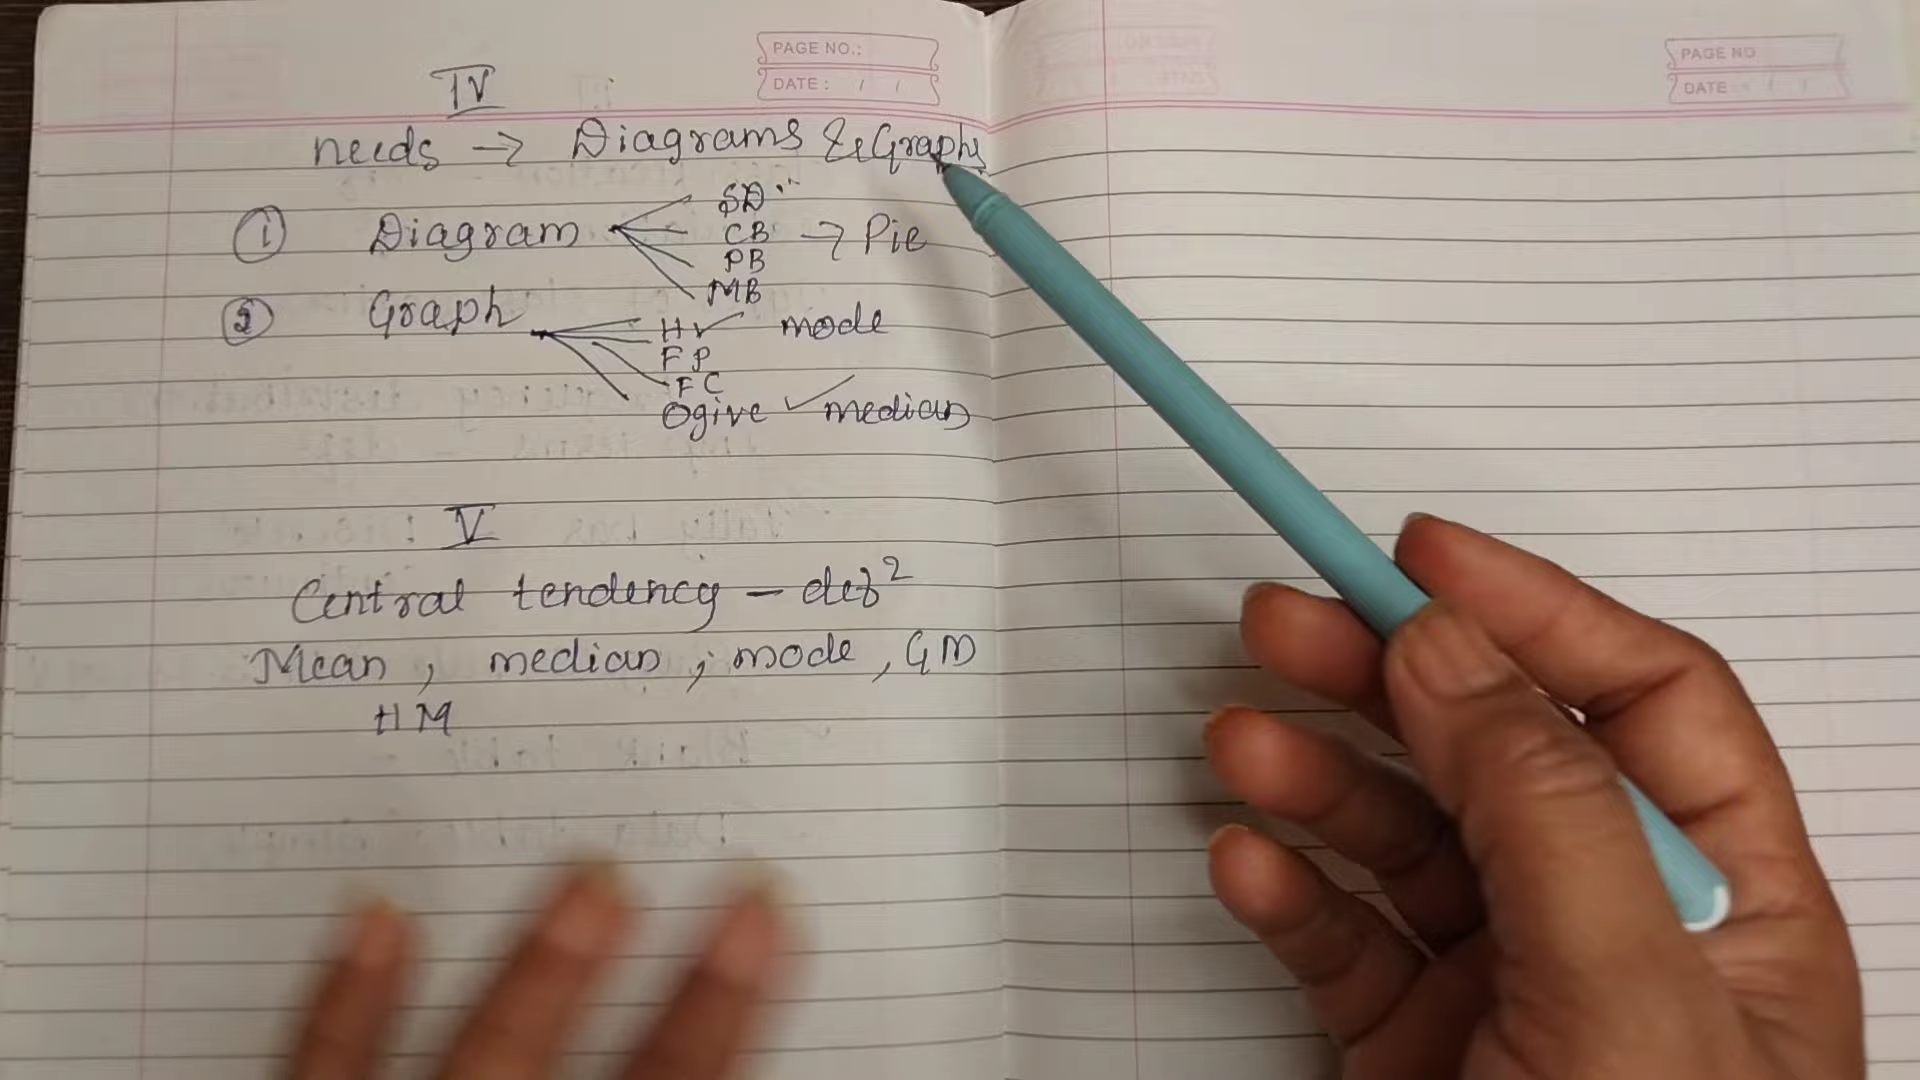 PAGE NO.:
DATE: / /
PAGE NO
DATE / /
IV
needs → Diagrams & Graphs
① Diagram SD
CB → Pie
PB
MB
② Graph H ✓ mode
FP
FC
Ogive ✓ median
V
Central tendency - def²
Mean, median, mode, GM
HM